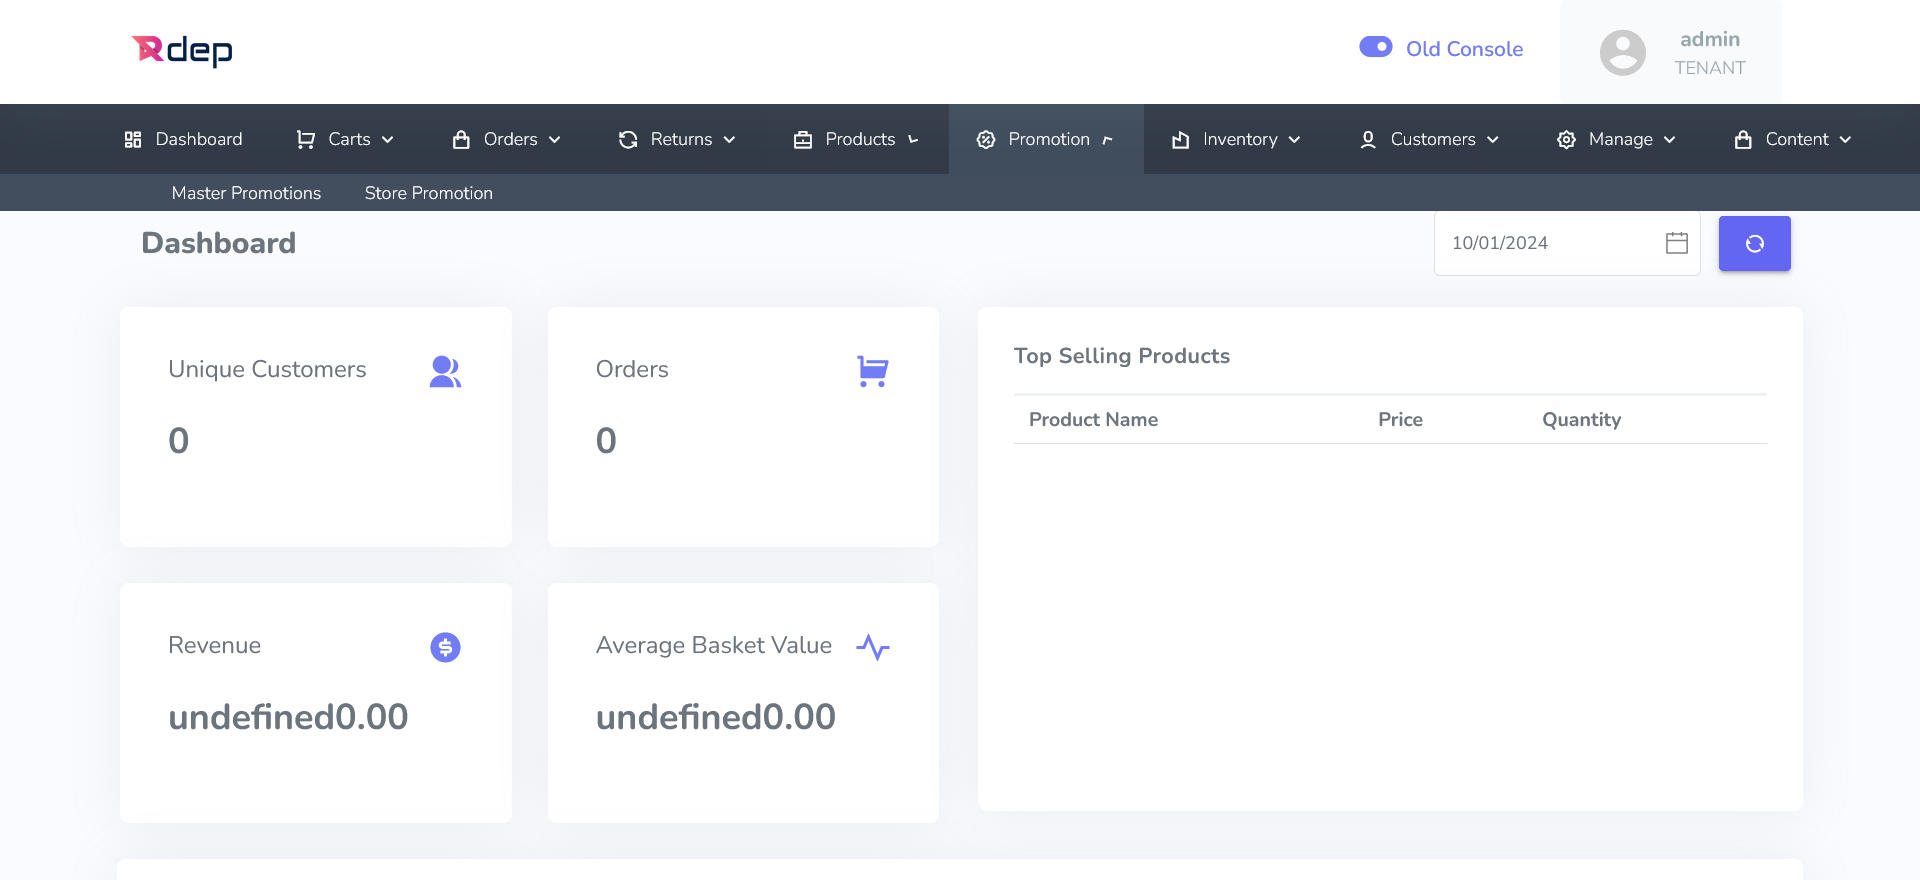 Rdep
Old Console
admin
TENANT
Dashboard
Carts
Orders
Returns
Products
Promotion
Inventory
Customers
Manage
Content
Master Promotions
Store Promotion
Dashboard
10/01/2024
Unique Customers
0
Orders
0
Revenue
undefined0.00
Average Basket Value
undefined0.00
Top Selling Products
Product Name Price Quantity